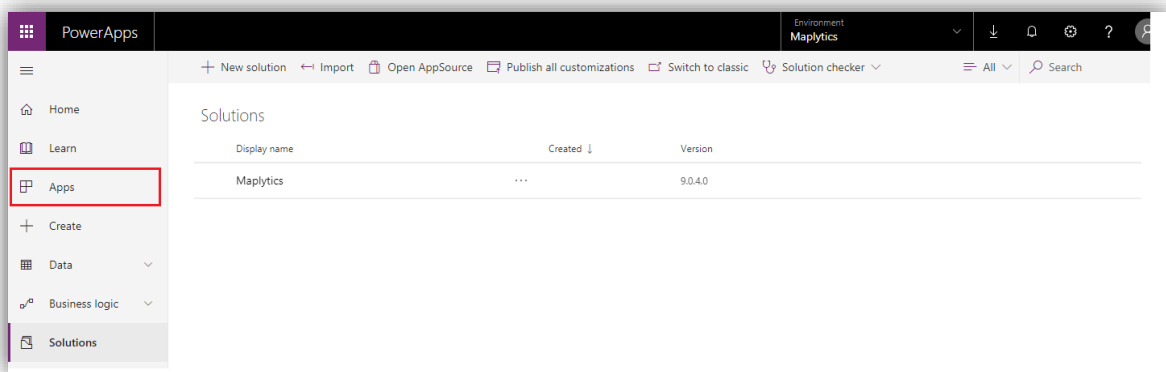 PowerApps
Environment
Maplytics
?
New solution Import Open AppSource Publish all customizations Switch to classic Solution checker All Search
Home
Learn
Apps
Create
Data
Business logic
Solutions
Solutions
Display name Created ↓ Version
Maplytics ... 9.0.4.0